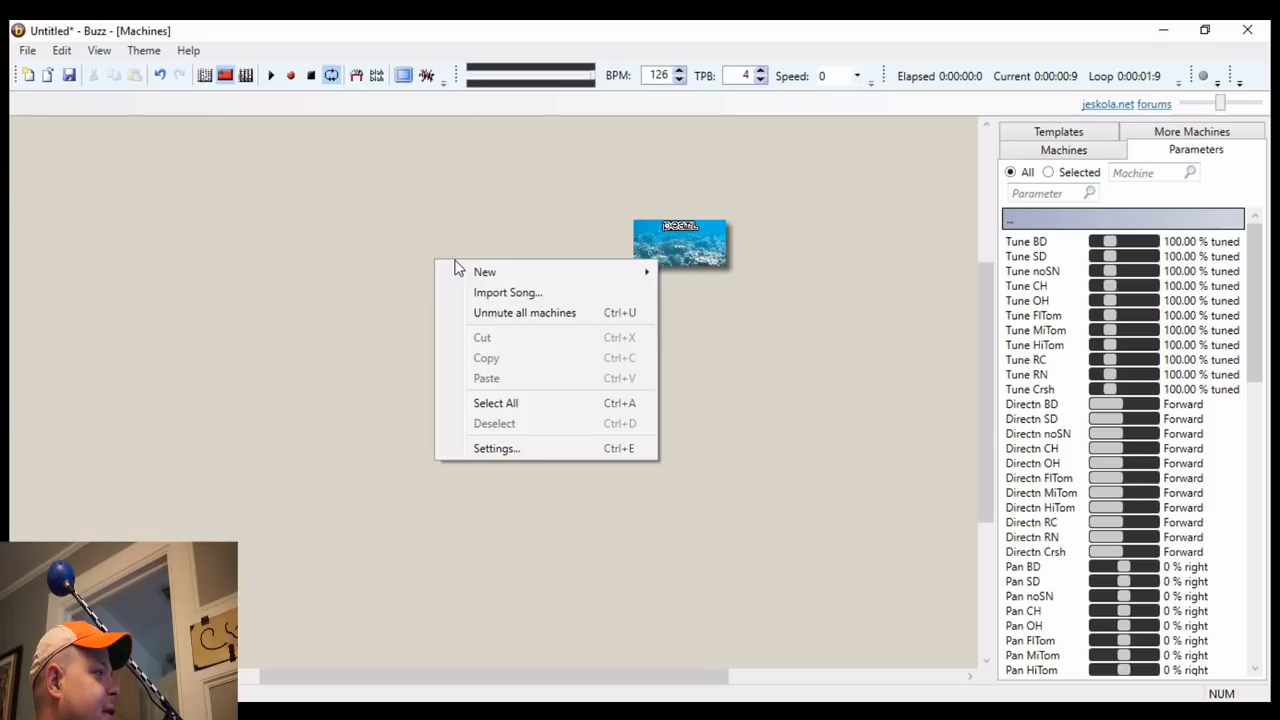 Untitled* - Buzz - [Machines]
File Edit View Theme Help
BPM: 126 TPB: 4 Speed: 0 Elapsed 0:00:00:0 Current 0:00:00:9 Loop 0:00:01:9
jeskola.net forums
Templates More Machines
Machines Parameters
All Selected Machine
Parameter
...
Tune BD 100.00 % tuned
Tune SD 100.00 % tuned
Tune noSN 100.00 % tuned
Tune CH 100.00 % tuned
Tune OH 100.00 % tuned
Tune FlTom 100.00 % tuned
Tune MiTom 100.00 % tuned
Tune HiTom 100.00 % tuned
Tune RC 100.00 % tuned
Tune RN 100.00 % tuned
Tune Crsh 100.00 % tuned
Directn BD Forward
Directn SD Forward
Directn noSN Forward
Directn CH Forward
Directn OH Forward
Directn FlTom Forward
Directn MiTom Forward
Directn HiTom Forward
Directn RC Forward
Directn RN Forward
Directn Crsh Forward
Pan BD 0 % right
Pan SD 0 % right
Pan noSN 0 % right
Pan CH 0 % right
Pan OH 0 % right
Pan FlTom 0 % right
Pan MiTom 0 % right
Pan HiTom 0 % right
New
Import Song...
Unmute all machines Ctrl+U
Cut Ctrl+X
Copy Ctrl+C
Paste Ctrl+V
Select All Ctrl+A
Deselect Ctrl+D
Settings... Ctrl+E
NUM